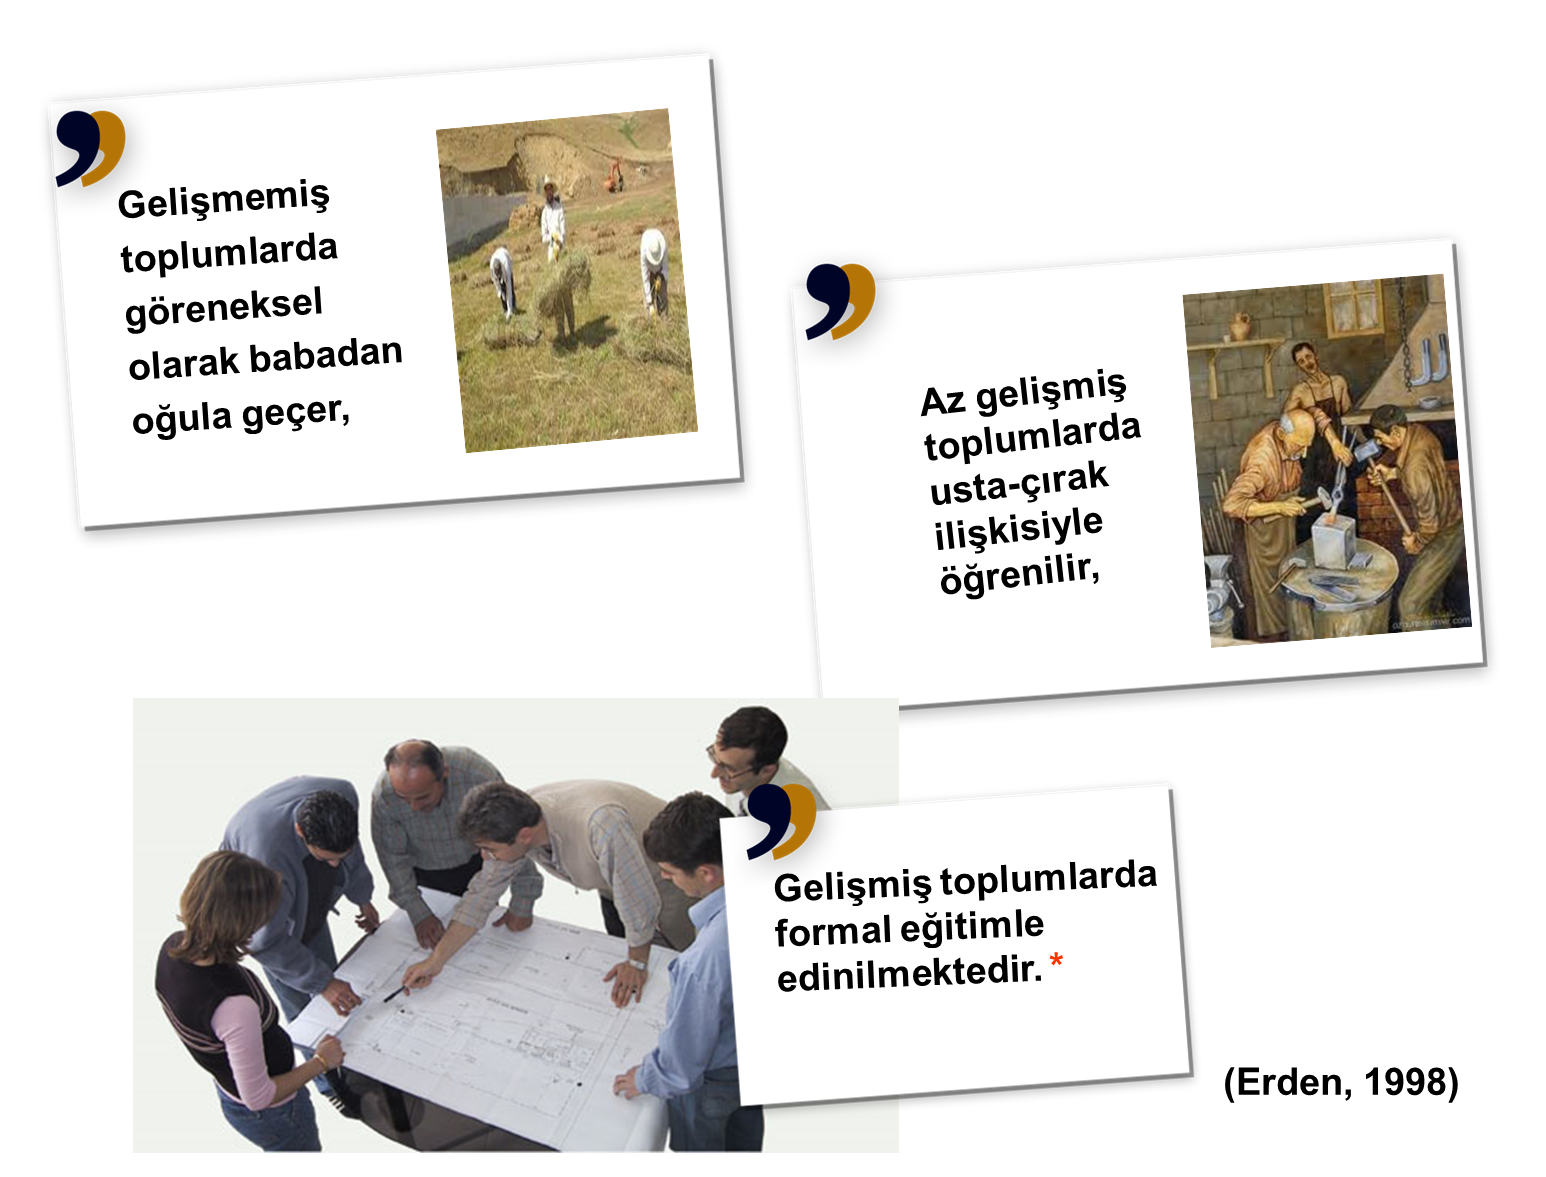 Gelişmemiş
toplumlarda
göreneksel
olarak babadan
oğula geçer,
Az gelişmiş
toplumlarda
usta-çırak
ilişkisiyle
öğrenilir,
Gelişmiş toplumlarda
formal eğitimle
edinilmektedir. *
(Erden, 1998)